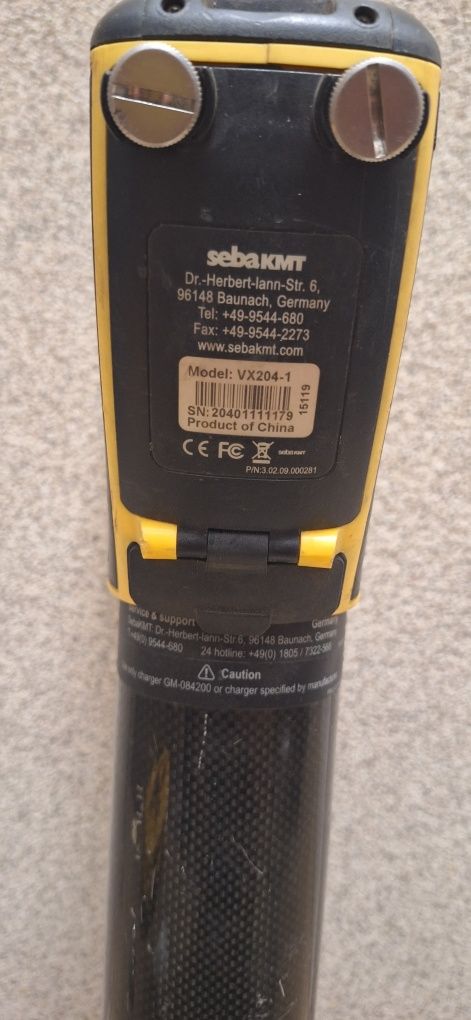 sebaKMT
Dr.-Herbert-Iann-Str. 6,
96148 Baunach, Germany
Tel: +49-9544-680
Fax: +49-9544-2273
www.sebakmt.com
Model: VX204-1
15119
SN: 20401111179
Product of China
CE FC sebaKMT
P/N:3.02.09.000281
service & support Germany
SebaKMT: Dr.-Herbert-Iann-Str.6, 96148 Baunach, Germany
+49(0) 9544-680 24 hotline: +49(0) 1805 / 7322-566
Caution
only charger GM-084200 or charger specified by manufacturer